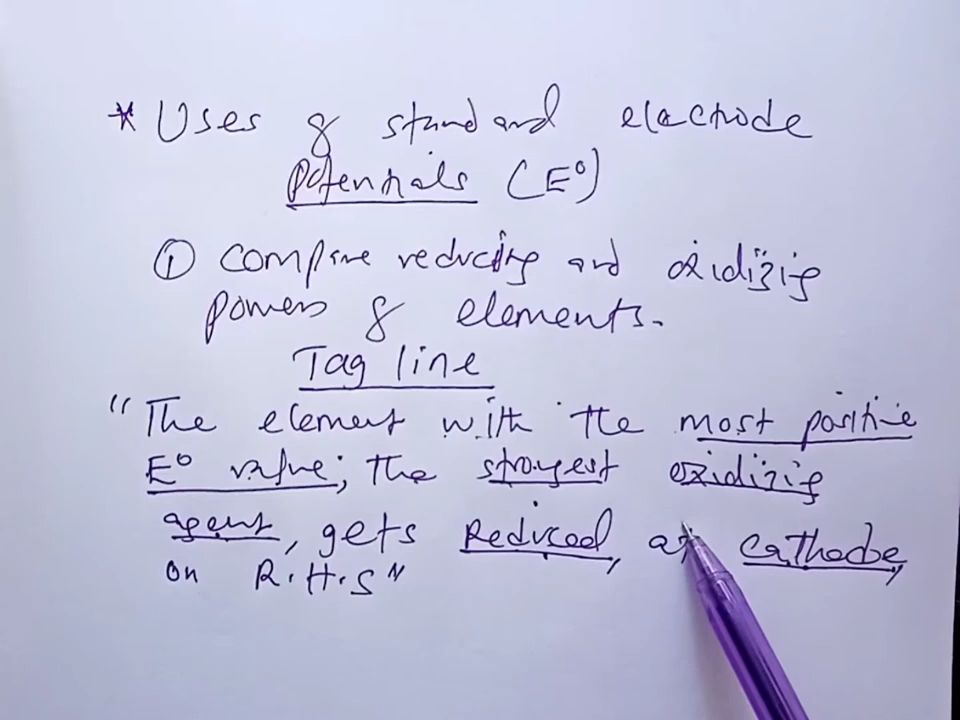 * Uses of standard electrode
Potentials (E°)
① Compare reducing and oxidizing
powers of elements.
Tag line
"The element with the most positive
E° value; the strongest oxidizing
agent, gets Reduced, at cathode,
on R.H.S"